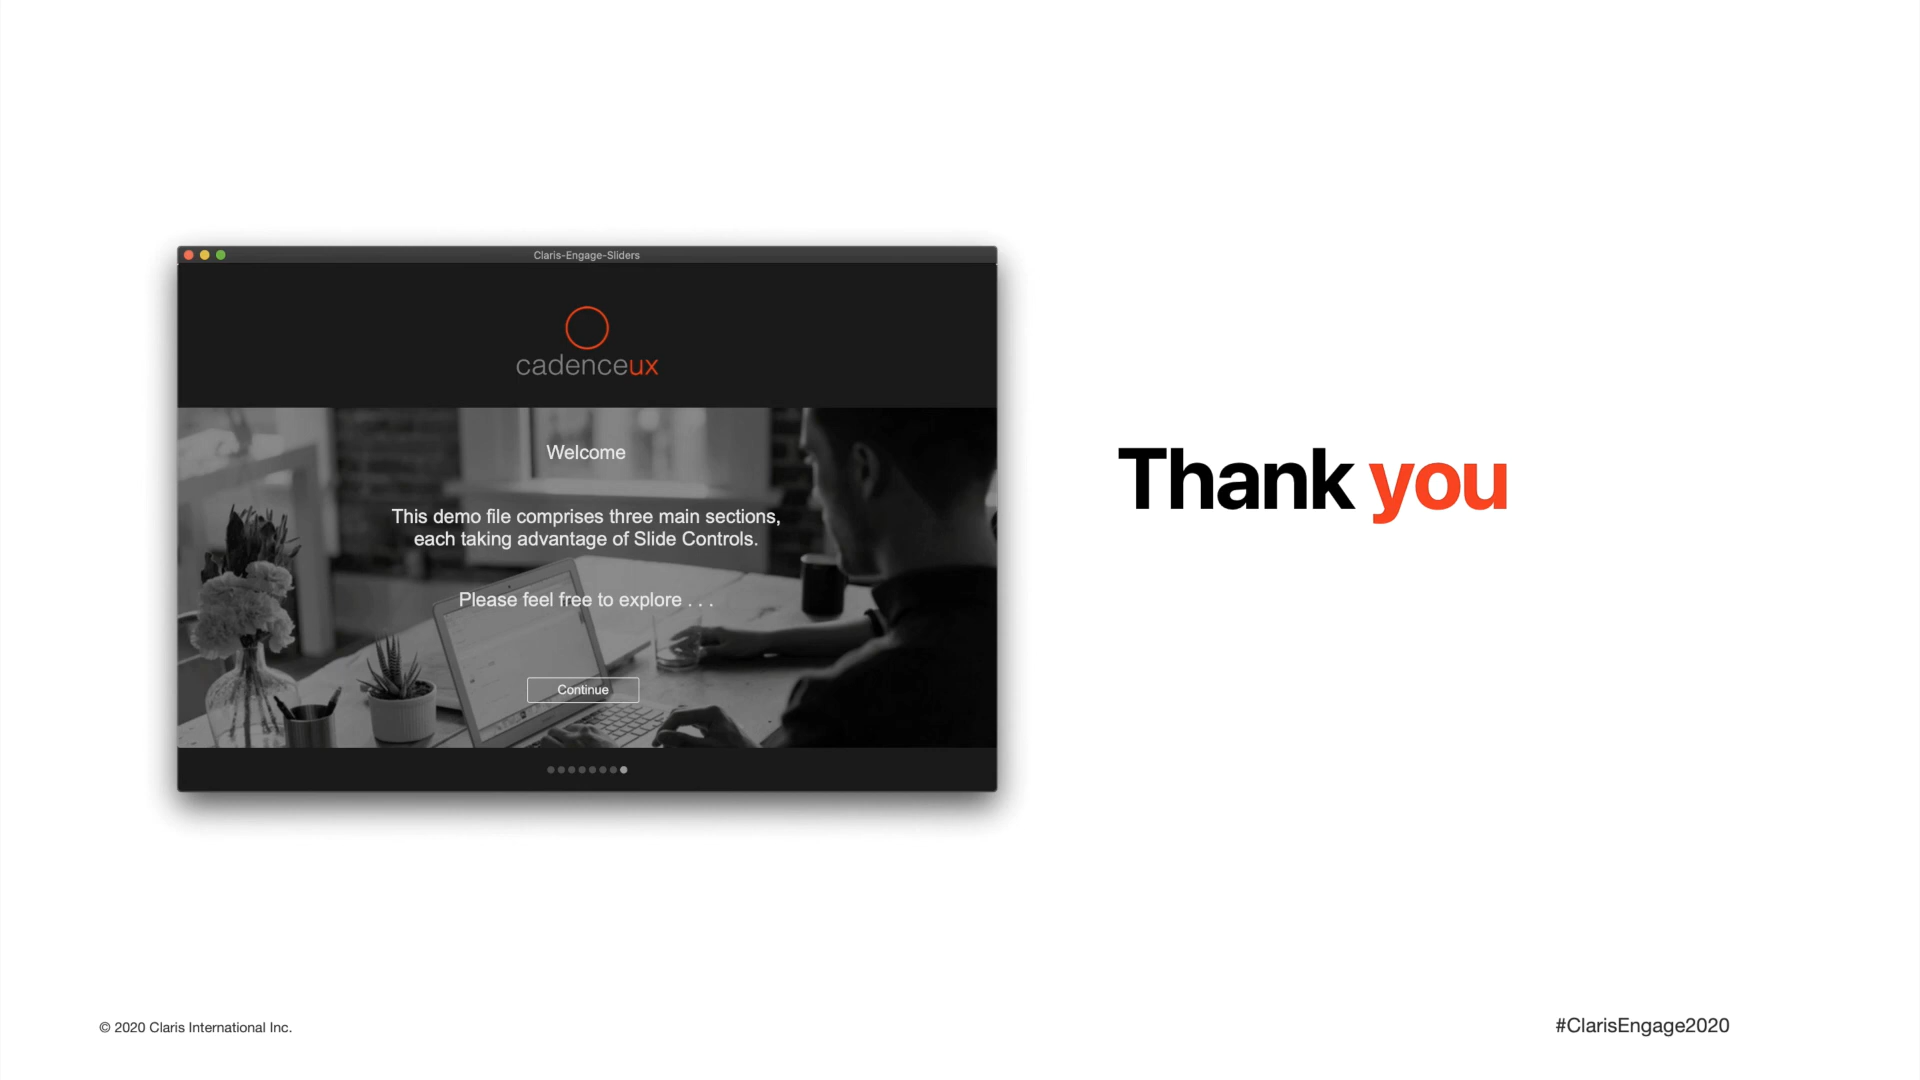 Claris-Engage-Sliders
cadenceux
Welcome
This demo file comprises three main sections,
each taking advantage of Slide Controls.
Please feel free to explore . . .
Continue
Thank you
© 2020 Claris International Inc.
#ClarisEngage2020